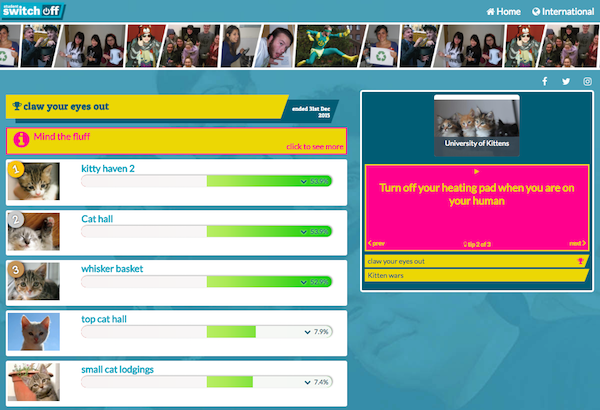 student
switch off
Home
International
claw your eyes out
ended 31st Dec
2015
Mind the fluff
click to see more
1
kitty haven 2
2
Cat hall
3
whisker basket
top cat hall
7.9%
small cat lodgings
7.4%
University of Kittens
Turn off your heating pad when you are on
your human
prev
tip 2 of 3
next
claw your eyes out
Kitten wars